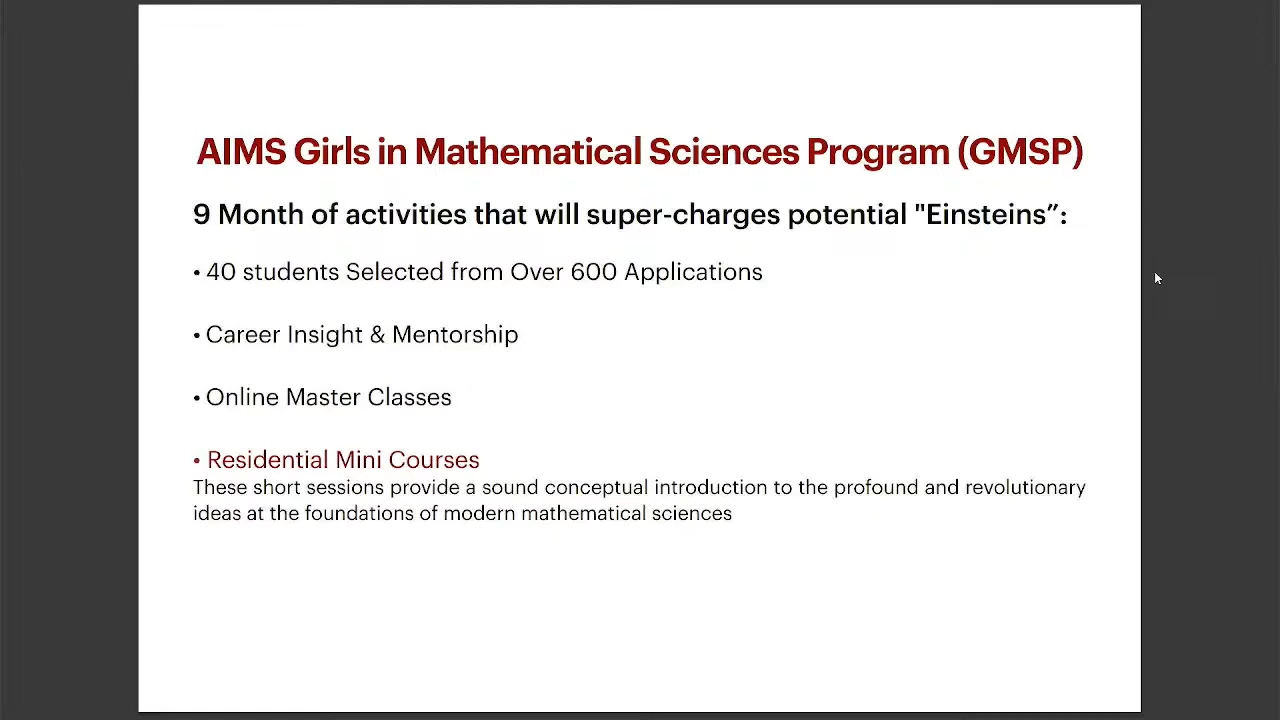 AIMS Girls in Mathematical Sciences Program (GMSP)
9 Month of activities that will super-charges potential "Einsteins”:
• 40 students Selected from Over 600 Applications
• Career Insight & Mentorship
• Online Master Classes
• Residential Mini Courses
These short sessions provide a sound conceptual introduction to the profound and revolutionary
ideas at the foundations of modern mathematical sciences